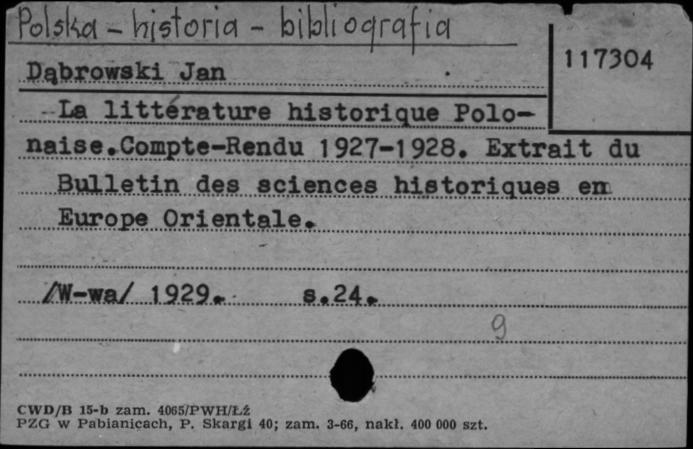 Polska - historia - bibliografia
117304
Dąbrowski Jan
La littérature historique Polo-
naise.Compte-Rendu 1927-1928. Extrait du
Bulletin des sciences historiques en
Europe Orientale.
/W-wa/ 1929. s.24.
9
CWD/B 15-b zam. 4065/PWH/Łź
PZG w Pabianicach, P. Skargi 40; zam. 3-66, nakł. 400 000 szt.